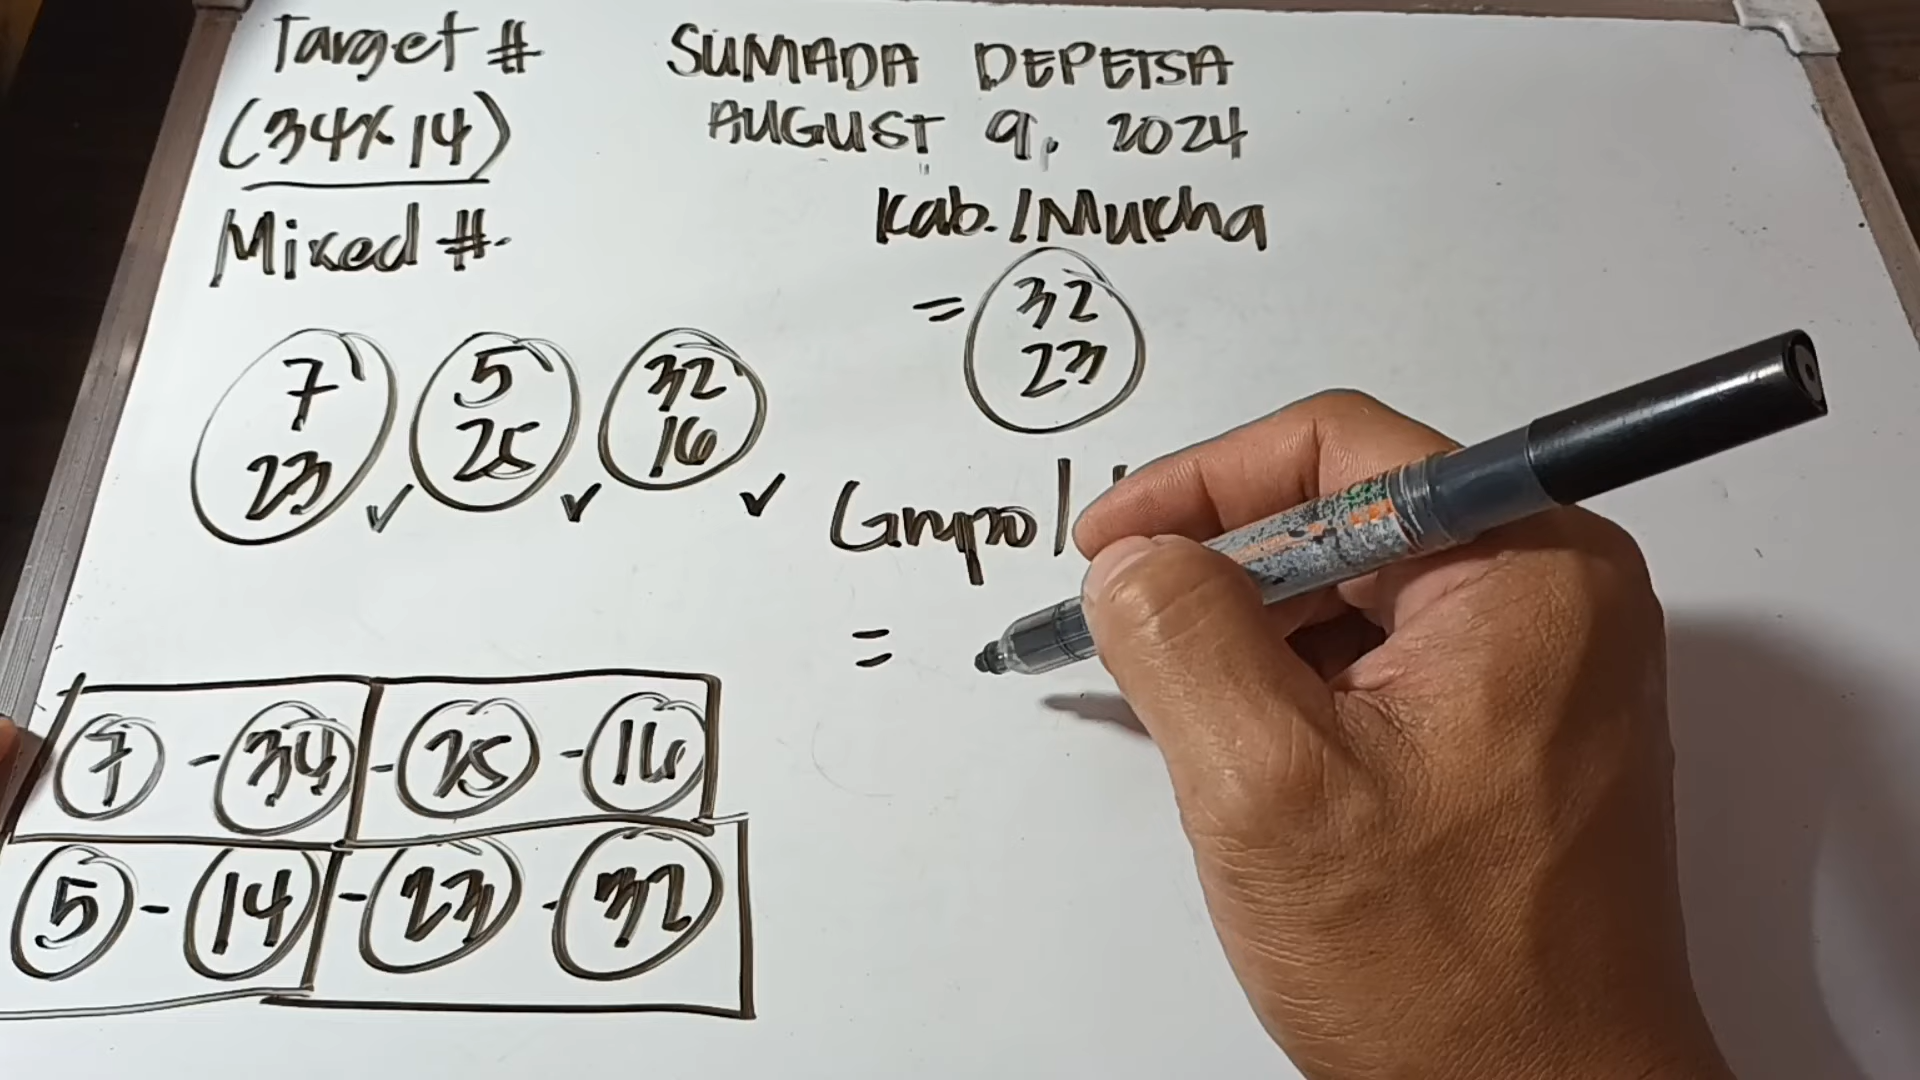 Target #
(34x14)
Mixed #.
SUMADA DEPETSA
AUGUST 9, 2024
Kab./Mukha
= 32
23
7
23 ✓
5
25 ✓
32
16 ✓
Grupo/
=
7 - 34 - 25 - 16
5 - 14 - 23 - 32